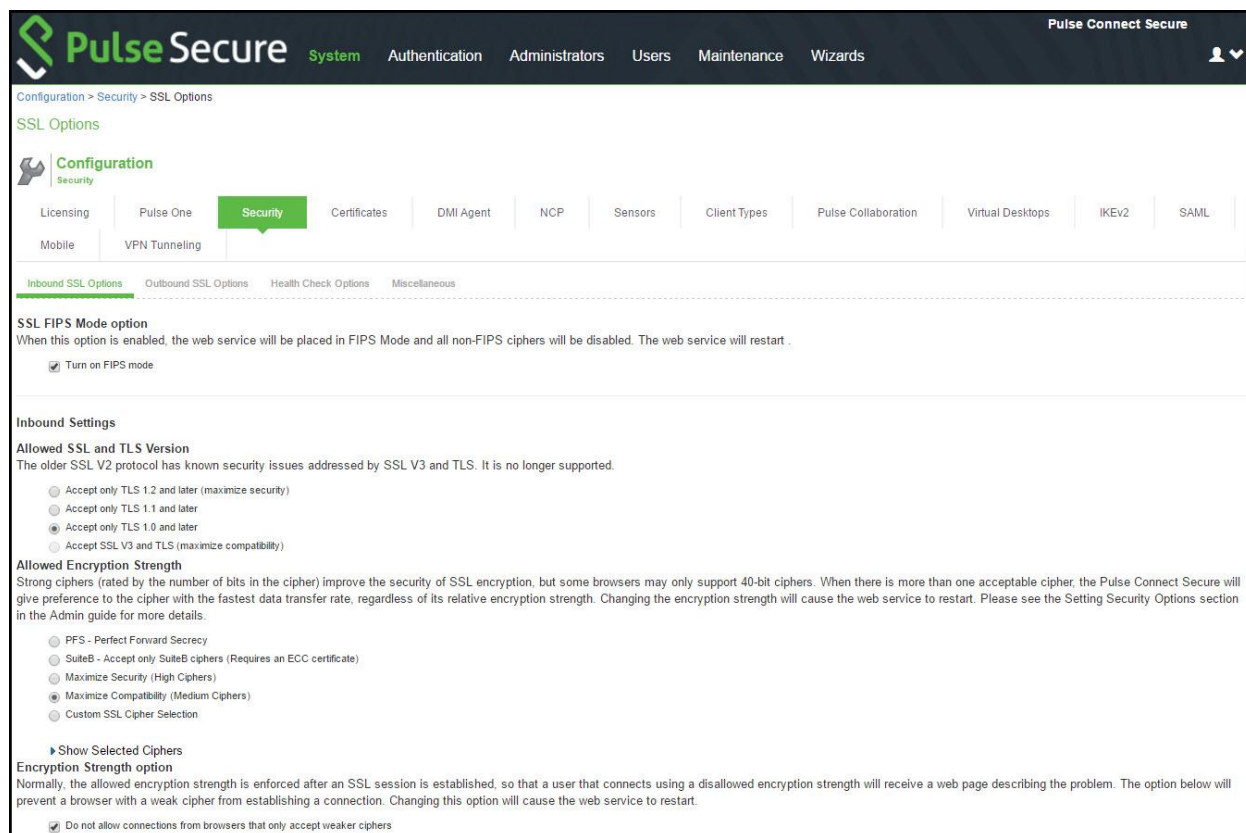 Pulse Connect Secure
Pulse Secure System Authentication Administrators Users Maintenance Wizards
Configuration > Security > SSL Options
SSL Options
Configuration
Security
Licensing Pulse One Security Certificates DMI Agent NCP Sensors Client Types Pulse Collaboration Virtual Desktops IKEv2 SAML
Mobile VPN Tunneling
Inbound SSL Options Outbound SSL Options Health Check Options Miscellaneous
SSL FIPS Mode option
When this option is enabled, the web service will be placed in FIPS Mode and all non-FIPS ciphers will be disabled. The web service will restart .
Turn on FIPS mode
Inbound Settings
Allowed SSL and TLS Version
The older SSL V2 protocol has known security issues addressed by SSL V3 and TLS. It is no longer supported.
Accept only TLS 1.2 and later (maximize security)
Accept only TLS 1.1 and later
Accept only TLS 1.0 and later
Accept SSL V3 and TLS (maximize compatibility)
Allowed Encryption Strength
Strong ciphers (rated by the number of bits in the cipher) improve the security of SSL encryption, but some browsers may only support 40-bit ciphers. When there is more than one acceptable cipher, the Pulse Connect Secure will
give preference to the cipher with the fastest data transfer rate, regardless of its relative encryption strength. Changing the encryption strength will cause the web service to restart. Please see the Setting Security Options section
in the Admin guide for more details.
PFS - Perfect Forward Secrecy
SuiteB - Accept only SuiteB ciphers (Requires an ECC certificate)
Maximize Security (High Ciphers)
Maximize Compatibility (Medium Ciphers)
Custom SSL Cipher Selection
Show Selected Ciphers
Encryption Strength option
Normally, the allowed encryption strength is enforced after an SSL session is established, so that a user that connects using a disallowed encryption strength will receive a web page describing the problem. The option below will
prevent a browser with a weak cipher from establishing a connection. Changing this option will cause the web service to restart.
Do not allow connections from browsers that only accept weaker ciphers